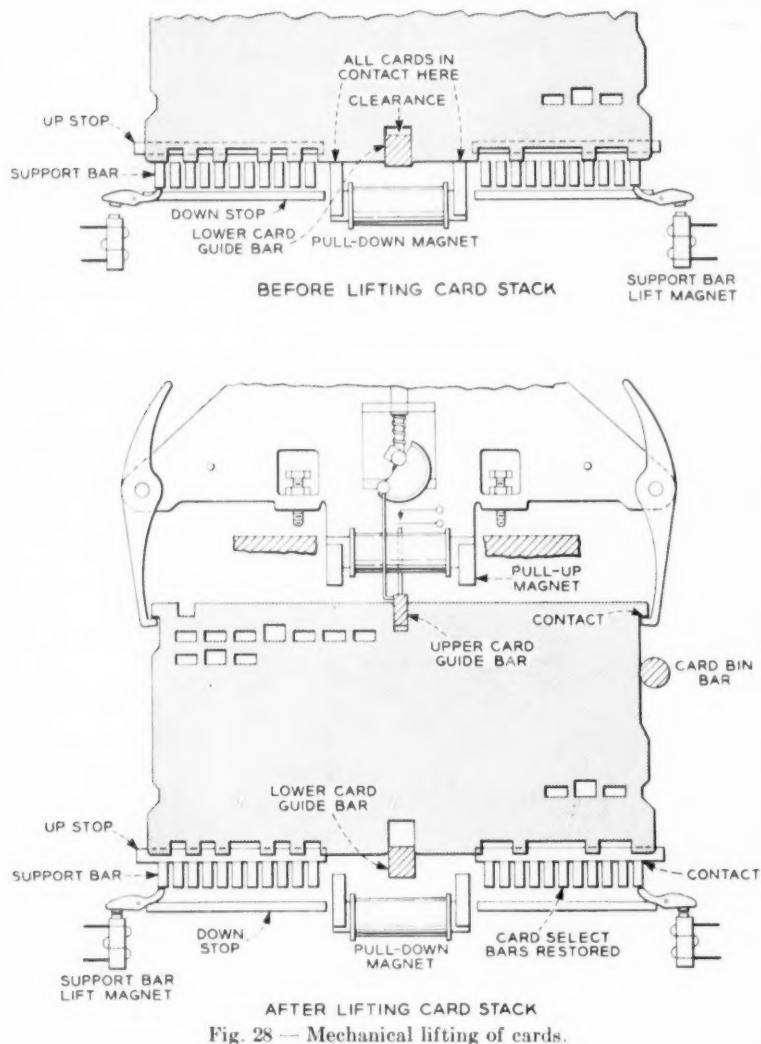 ALL CARDS IN
CONTACT HERE
CLEARANCE
UP STOP
SUPPORT BAR
DOWN STOP
LOWER CARD
GUIDE BAR
PULL-DOWN MAGNET
SUPPORT BAR
LIFT MAGNET
BEFORE LIFTING CARD STACK
PULL-UP
MAGNET
CONTACT
UPPER CARD
GUIDE BAR
CARD BIN
BAR
LOWER CARD
GUIDE BAR
UP STOP
SUPPORT BAR
CONTACT
DOWN
STOP
PULL-DOWN
MAGNET
CARD SELECT
BARS RESTORED
SUPPORT BAR
LIFT MAGNET
AFTER LIFTING CARD STACK
Fig. 28 — Mechanical lifting of cards.